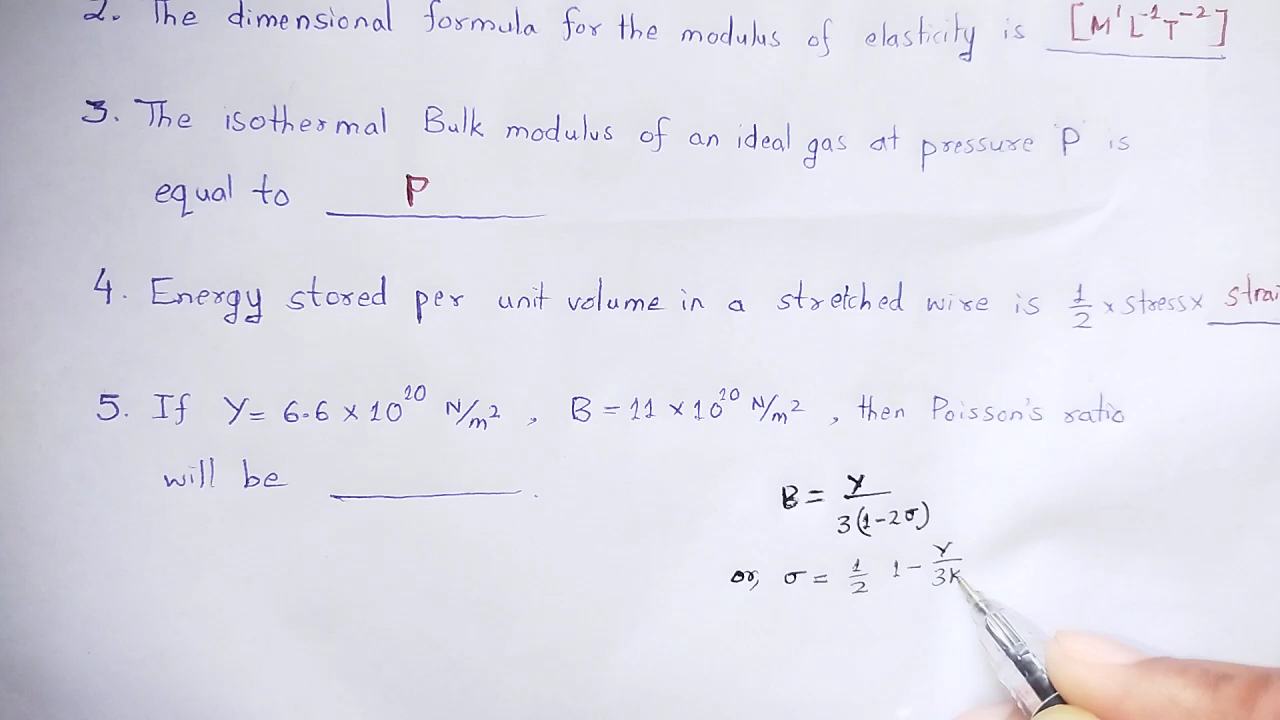 2. The dimensional formula for the modulus of elasticity is [M¹L⁻¹T⁻²]
3. The isothermal Bulk modulus of an ideal gas at pressure 'P' is
equal to P
4. Energy stored per unit volume in a stretched wire is 1/2 × stress × strai
5. If Y = 6.6 × 10²⁰ N/m², B = 11 × 10²⁰ N/m², then Poisson's ratio
will be ________.
B = Y/3(1-2σ)
or, σ = 1/2 1 - Y/3K